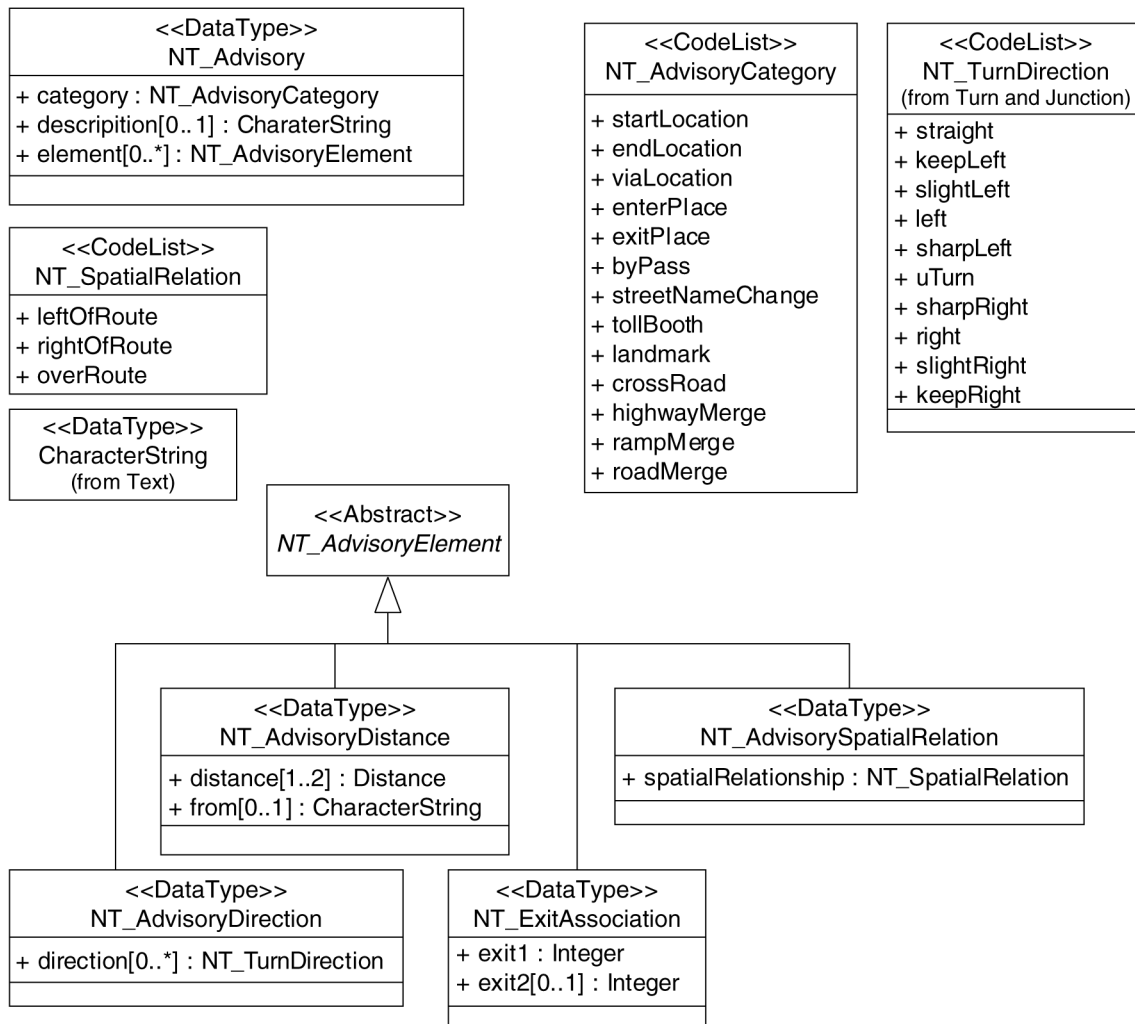 <<DataType>>
NT_Advisory
+ category : NT_AdvisoryCategory
+ descripition[0..1] : CharaterString
+ element[0..*] : NT_AdvisoryElement
<<CodeList>>
NT_SpatialRelation
+ leftOfRoute
+ rightOfRoute
+ overRoute
<<DataType>>
CharacterString
(from Text)
<<CodeList>>
NT_AdvisoryCategory
+ startLocation
+ endLocation
+ viaLocation
+ enterPlace
+ exitPlace
+ byPass
+ streetNameChange
+ tollBooth
+ landmark
+ crossRoad
+ highwayMerge
+ rampMerge
+ roadMerge
<<CodeList>>
NT_TurnDirection
(from Turn and Junction)
+ straight
+ keepLeft
+ slightLeft
+ left
+ sharpLeft
+ uTurn
+ sharpRight
+ right
+ slightRight
+ keepRight
<<Abstract>>
NT_AdvisoryElement
<<DataType>>
NT_AdvisoryDistance
+ distance[1..2] : Distance
+ from[0..1] : CharacterString
<<DataType>>
NT_AdvisorySpatialRelation
+ spatialRelationship : NT_SpatialRelation
<<DataType>>
NT_AdvisoryDirection
+ direction[0..*] : NT_TurnDirection
<<DataType>>
NT_ExitAssociation
+ exit1 : Integer
+ exit2[0..1] : Integer